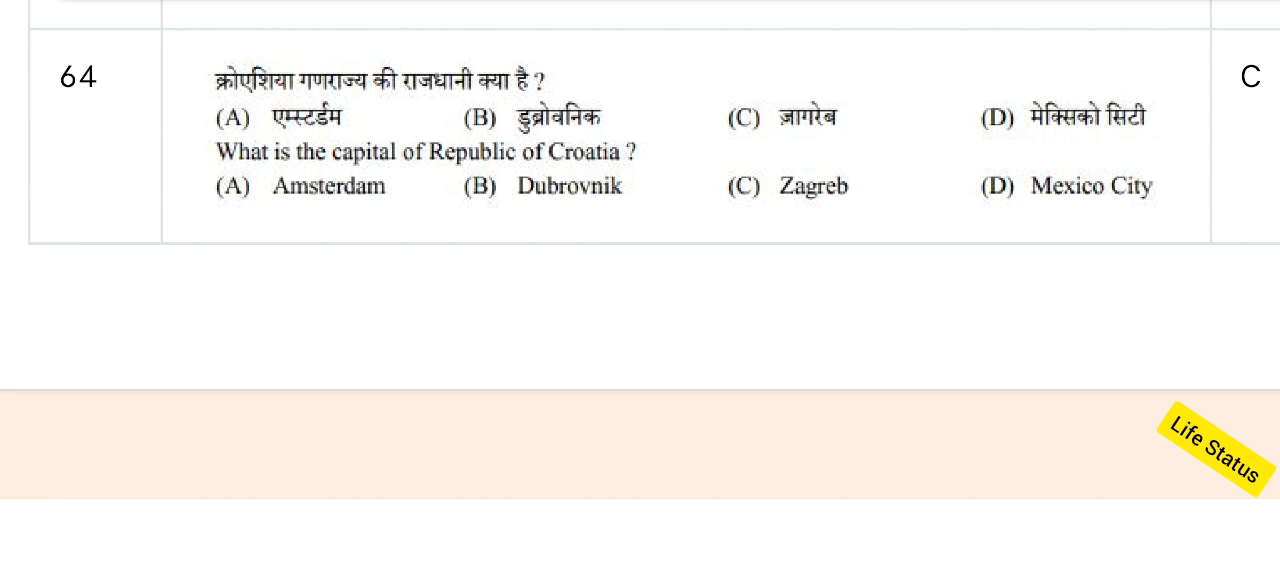 64
क्रोएशिया गणराज्य की राजधानी क्या है ?
(A) एम्स्टर्डम (B) डुब्रोवनिक (C) ज़ागरेब (D) मेक्सिको सिटी
What is the capital of Republic of Croatia ?
(A) Amsterdam (B) Dubrovnik (C) Zagreb (D) Mexico City
C
Life Status